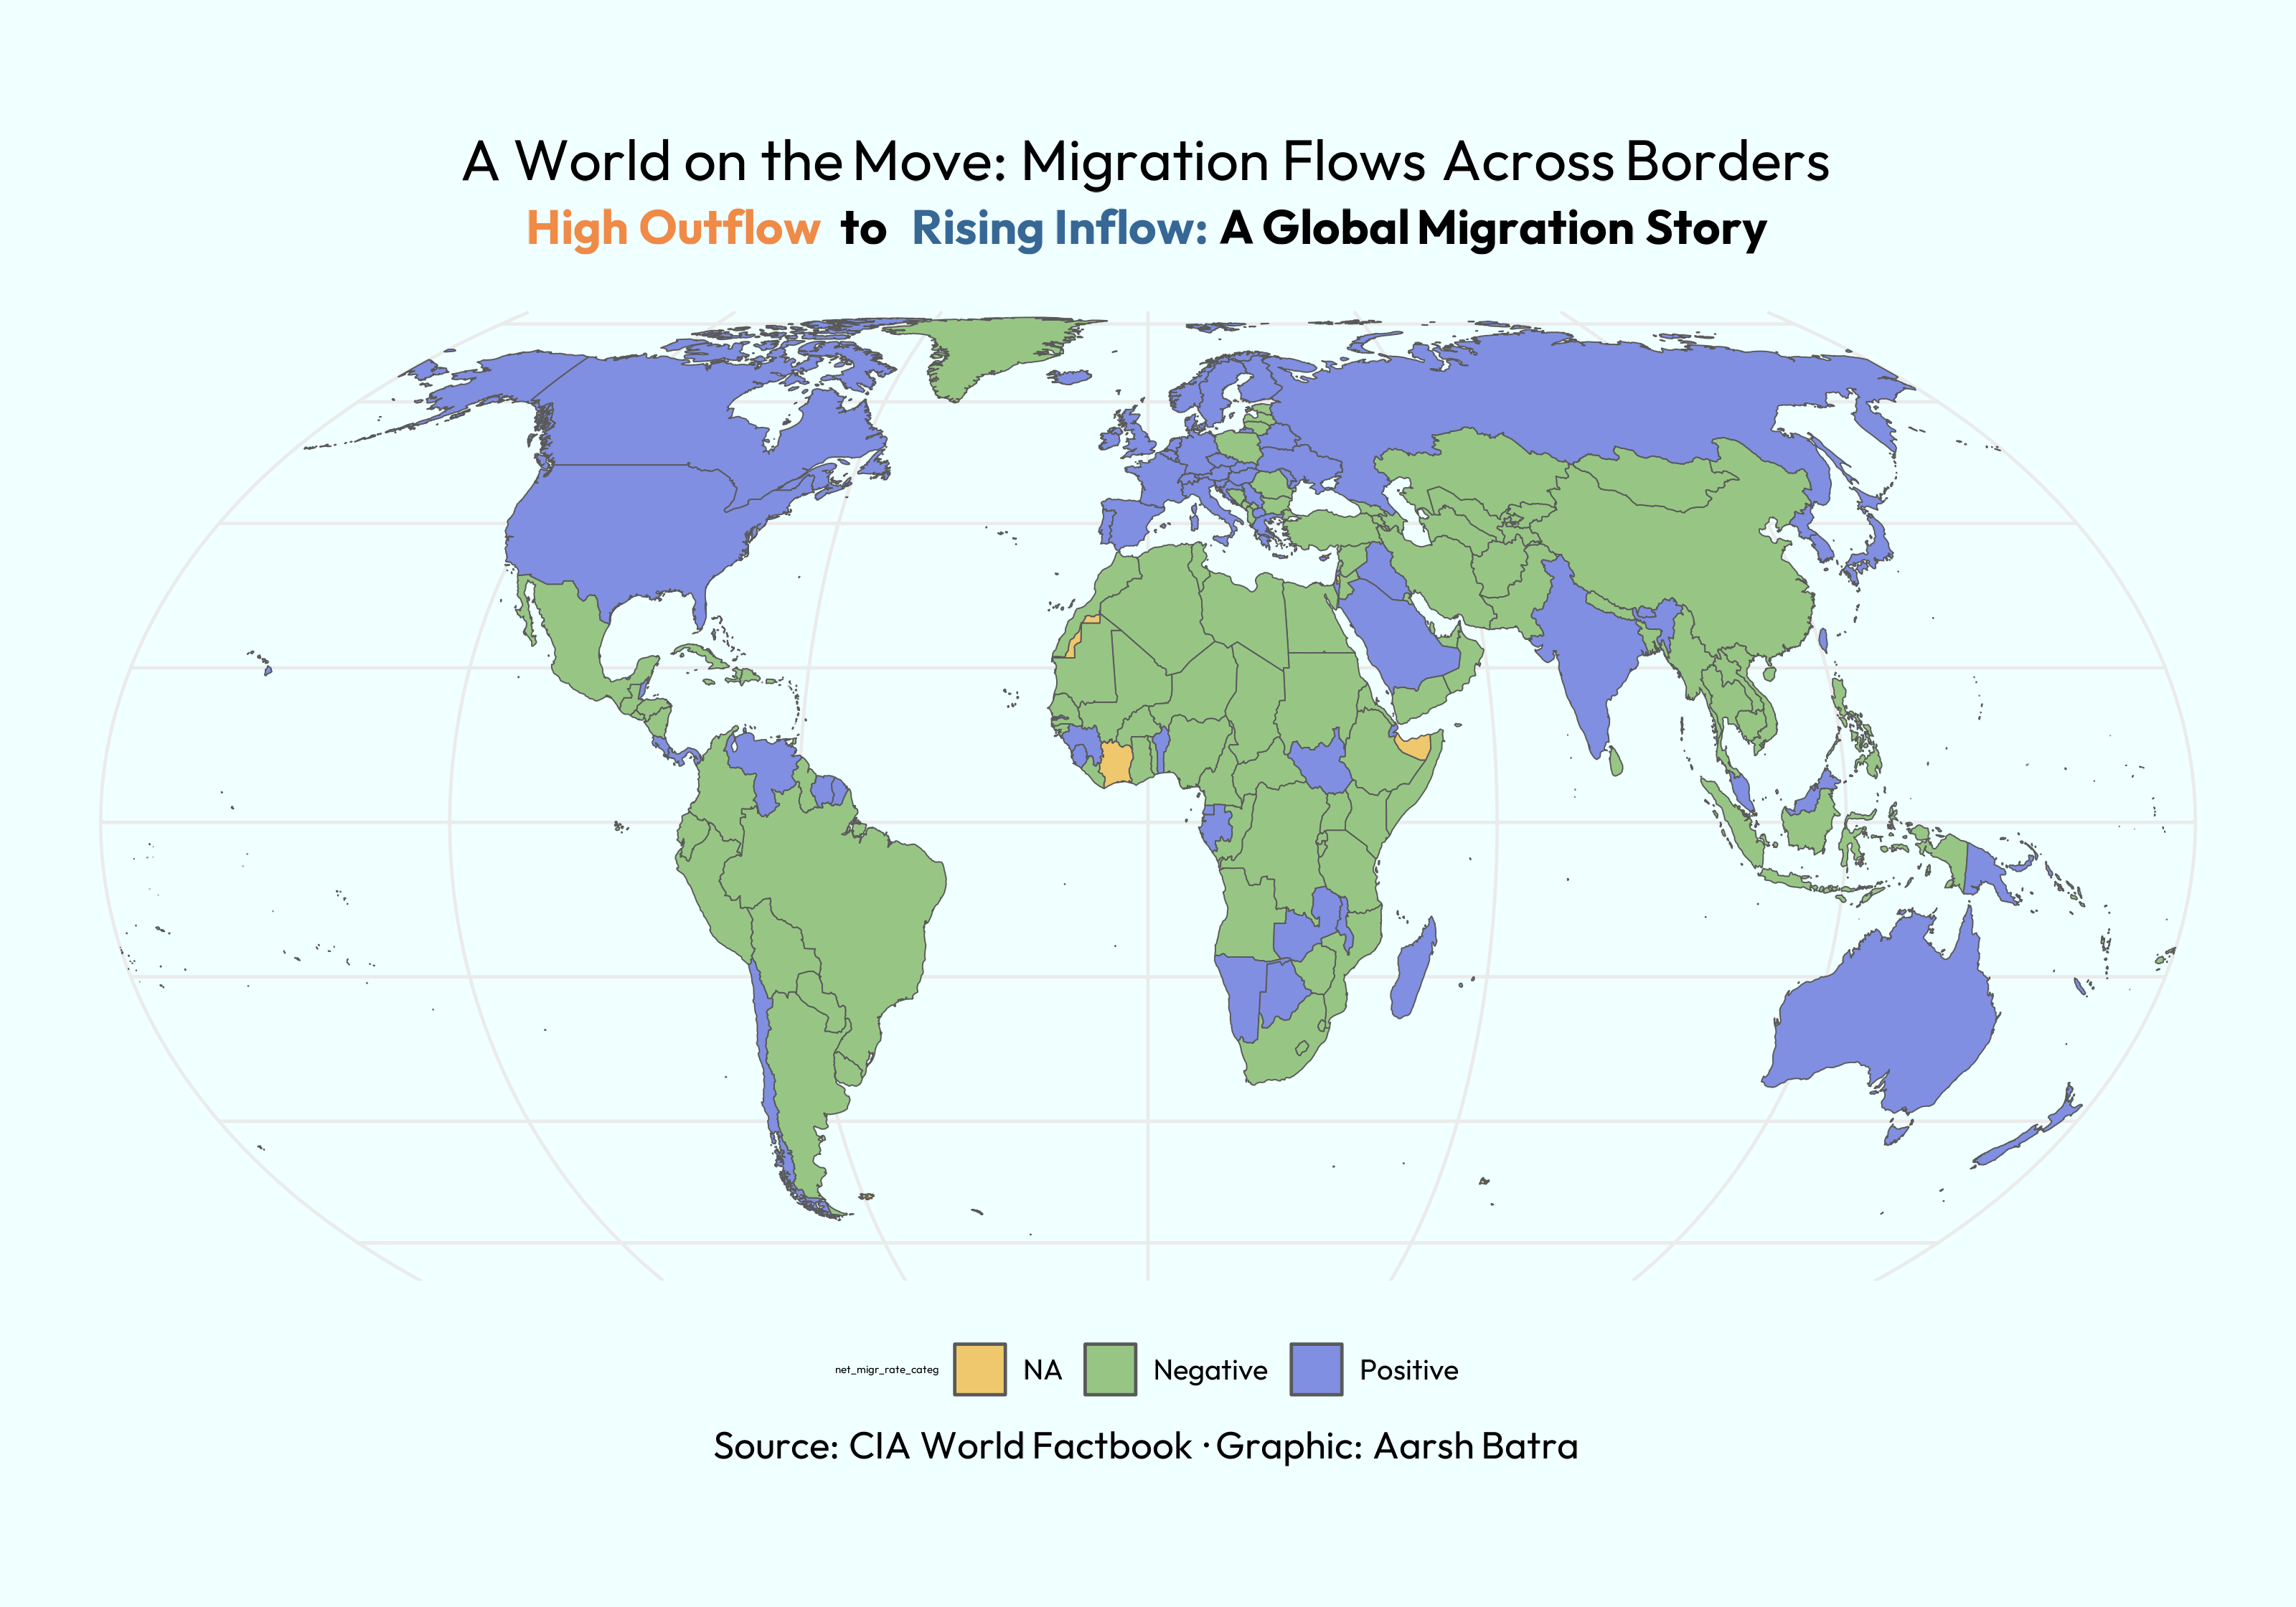 A World on the Move: Migration Flows Across Borders
High Outflow to Rising Inflow: A Global Migration Story
net_migr_rate_categ NA Negative Positive
Source: CIA World Factbook · Graphic: Aarsh Batra